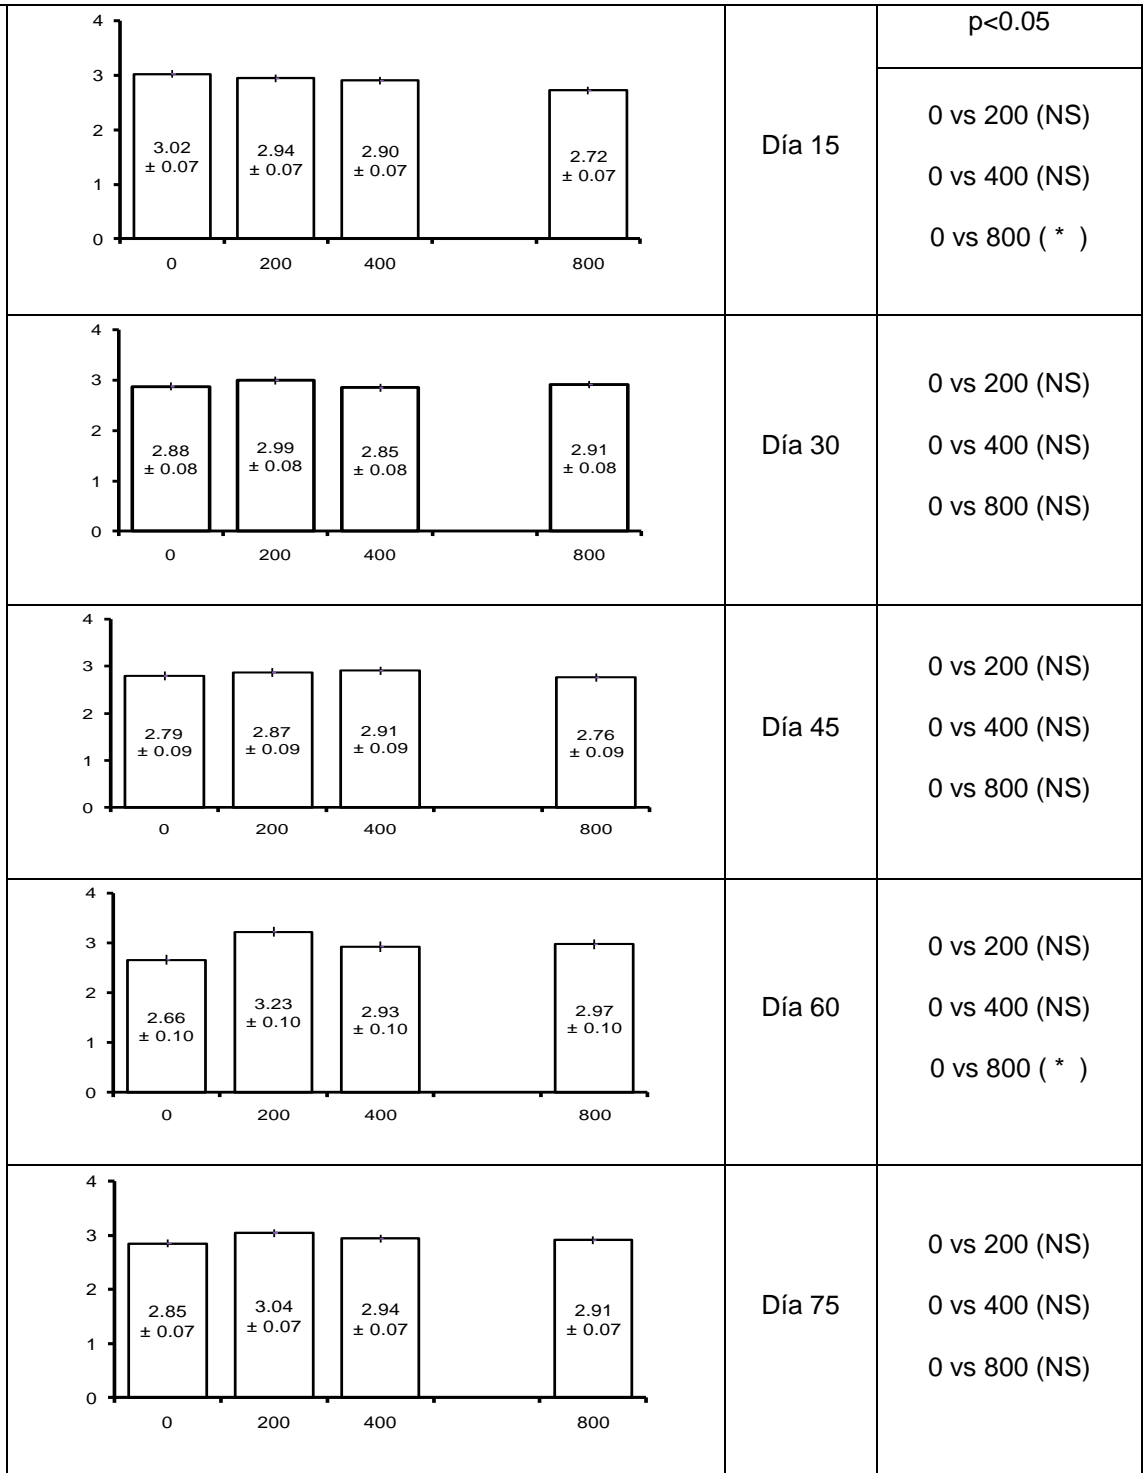 p<0.05
4
3
2
1
0
3.02
± 0.07
2.94
± 0.07
2.90
± 0.07
2.72
± 0.07
0 200 400 800
Día 15
0 vs 200 (NS)
0 vs 400 (NS)
0 vs 800 ( * )
4
3
2
1
0
2.88
± 0.08
2.99
± 0.08
2.85
± 0.08
2.91
± 0.08
0 200 400 800
Día 30
0 vs 200 (NS)
0 vs 400 (NS)
0 vs 800 (NS)
4
3
2
1
0
2.79
± 0.09
2.87
± 0.09
2.91
± 0.09
2.76
± 0.09
0 200 400 800
Día 45
0 vs 200 (NS)
0 vs 400 (NS)
0 vs 800 (NS)
4
3
2
1
0
2.66
± 0.10
3.23
± 0.10
2.93
± 0.10
2.97
± 0.10
0 200 400 800
Día 60
0 vs 200 (NS)
0 vs 400 (NS)
0 vs 800 ( * )
4
3
2
1
0
2.85
± 0.07
3.04
± 0.07
2.94
± 0.07
2.91
± 0.07
0 200 400 800
Día 75
0 vs 200 (NS)
0 vs 400 (NS)
0 vs 800 (NS)